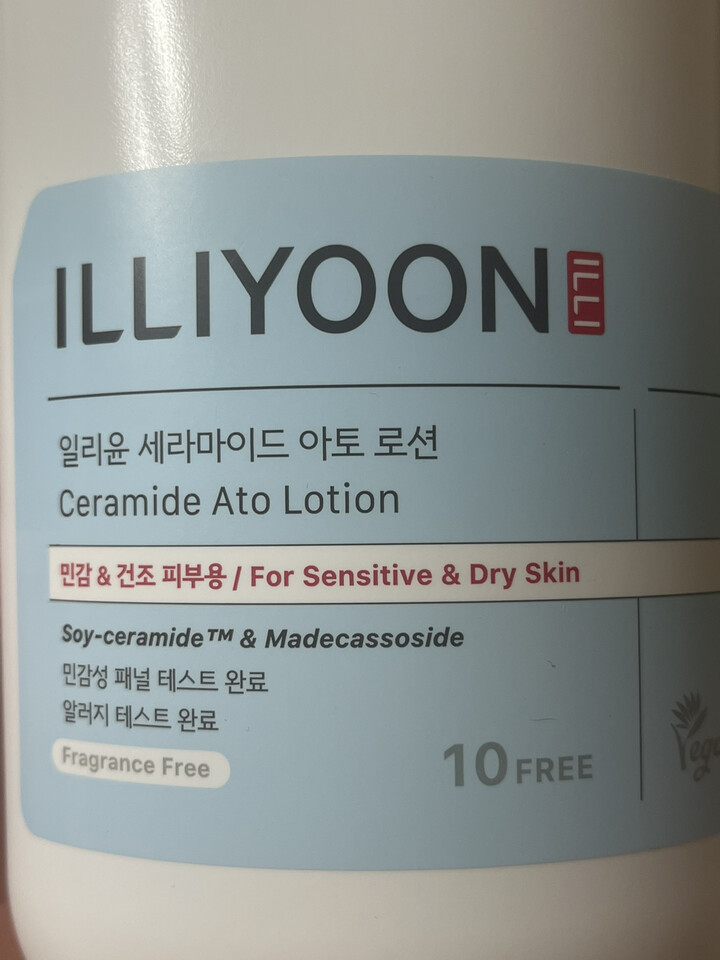 ILLIYOON ILLI
일리윤 세라마이드 아토 로션
Ceramide Ato Lotion
민감 & 건조 피부용 / For Sensitive & Dry Skin
Soy-ceramide™ & Madecassoside
민감성 패널 테스트 완료
알러지 테스트 완료
Fragrance Free
10 FREE